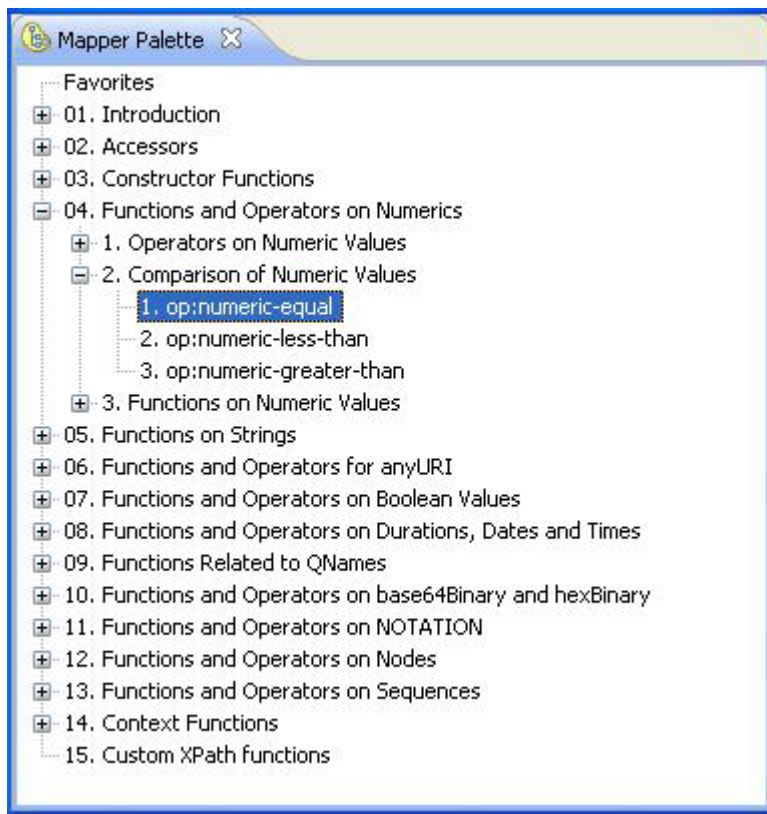 Mapper Palette
Favorites
01. Introduction
02. Accessors
03. Constructor Functions
04. Functions and Operators on Numerics
1. Operators on Numeric Values
2. Comparison of Numeric Values
1. op:numeric-equal
2. op:numeric-less-than
3. op:numeric-greater-than
3. Functions on Numeric Values
05. Functions on Strings
06. Functions and Operators for anyURI
07. Functions and Operators on Boolean Values
08. Functions and Operators on Durations, Dates and Times
09. Functions Related to QNames
10. Functions and Operators on base64Binary and hexBinary
11. Functions and Operators on NOTATION
12. Functions and Operators on Nodes
13. Functions and Operators on Sequences
14. Context Functions
15. Custom XPath functions